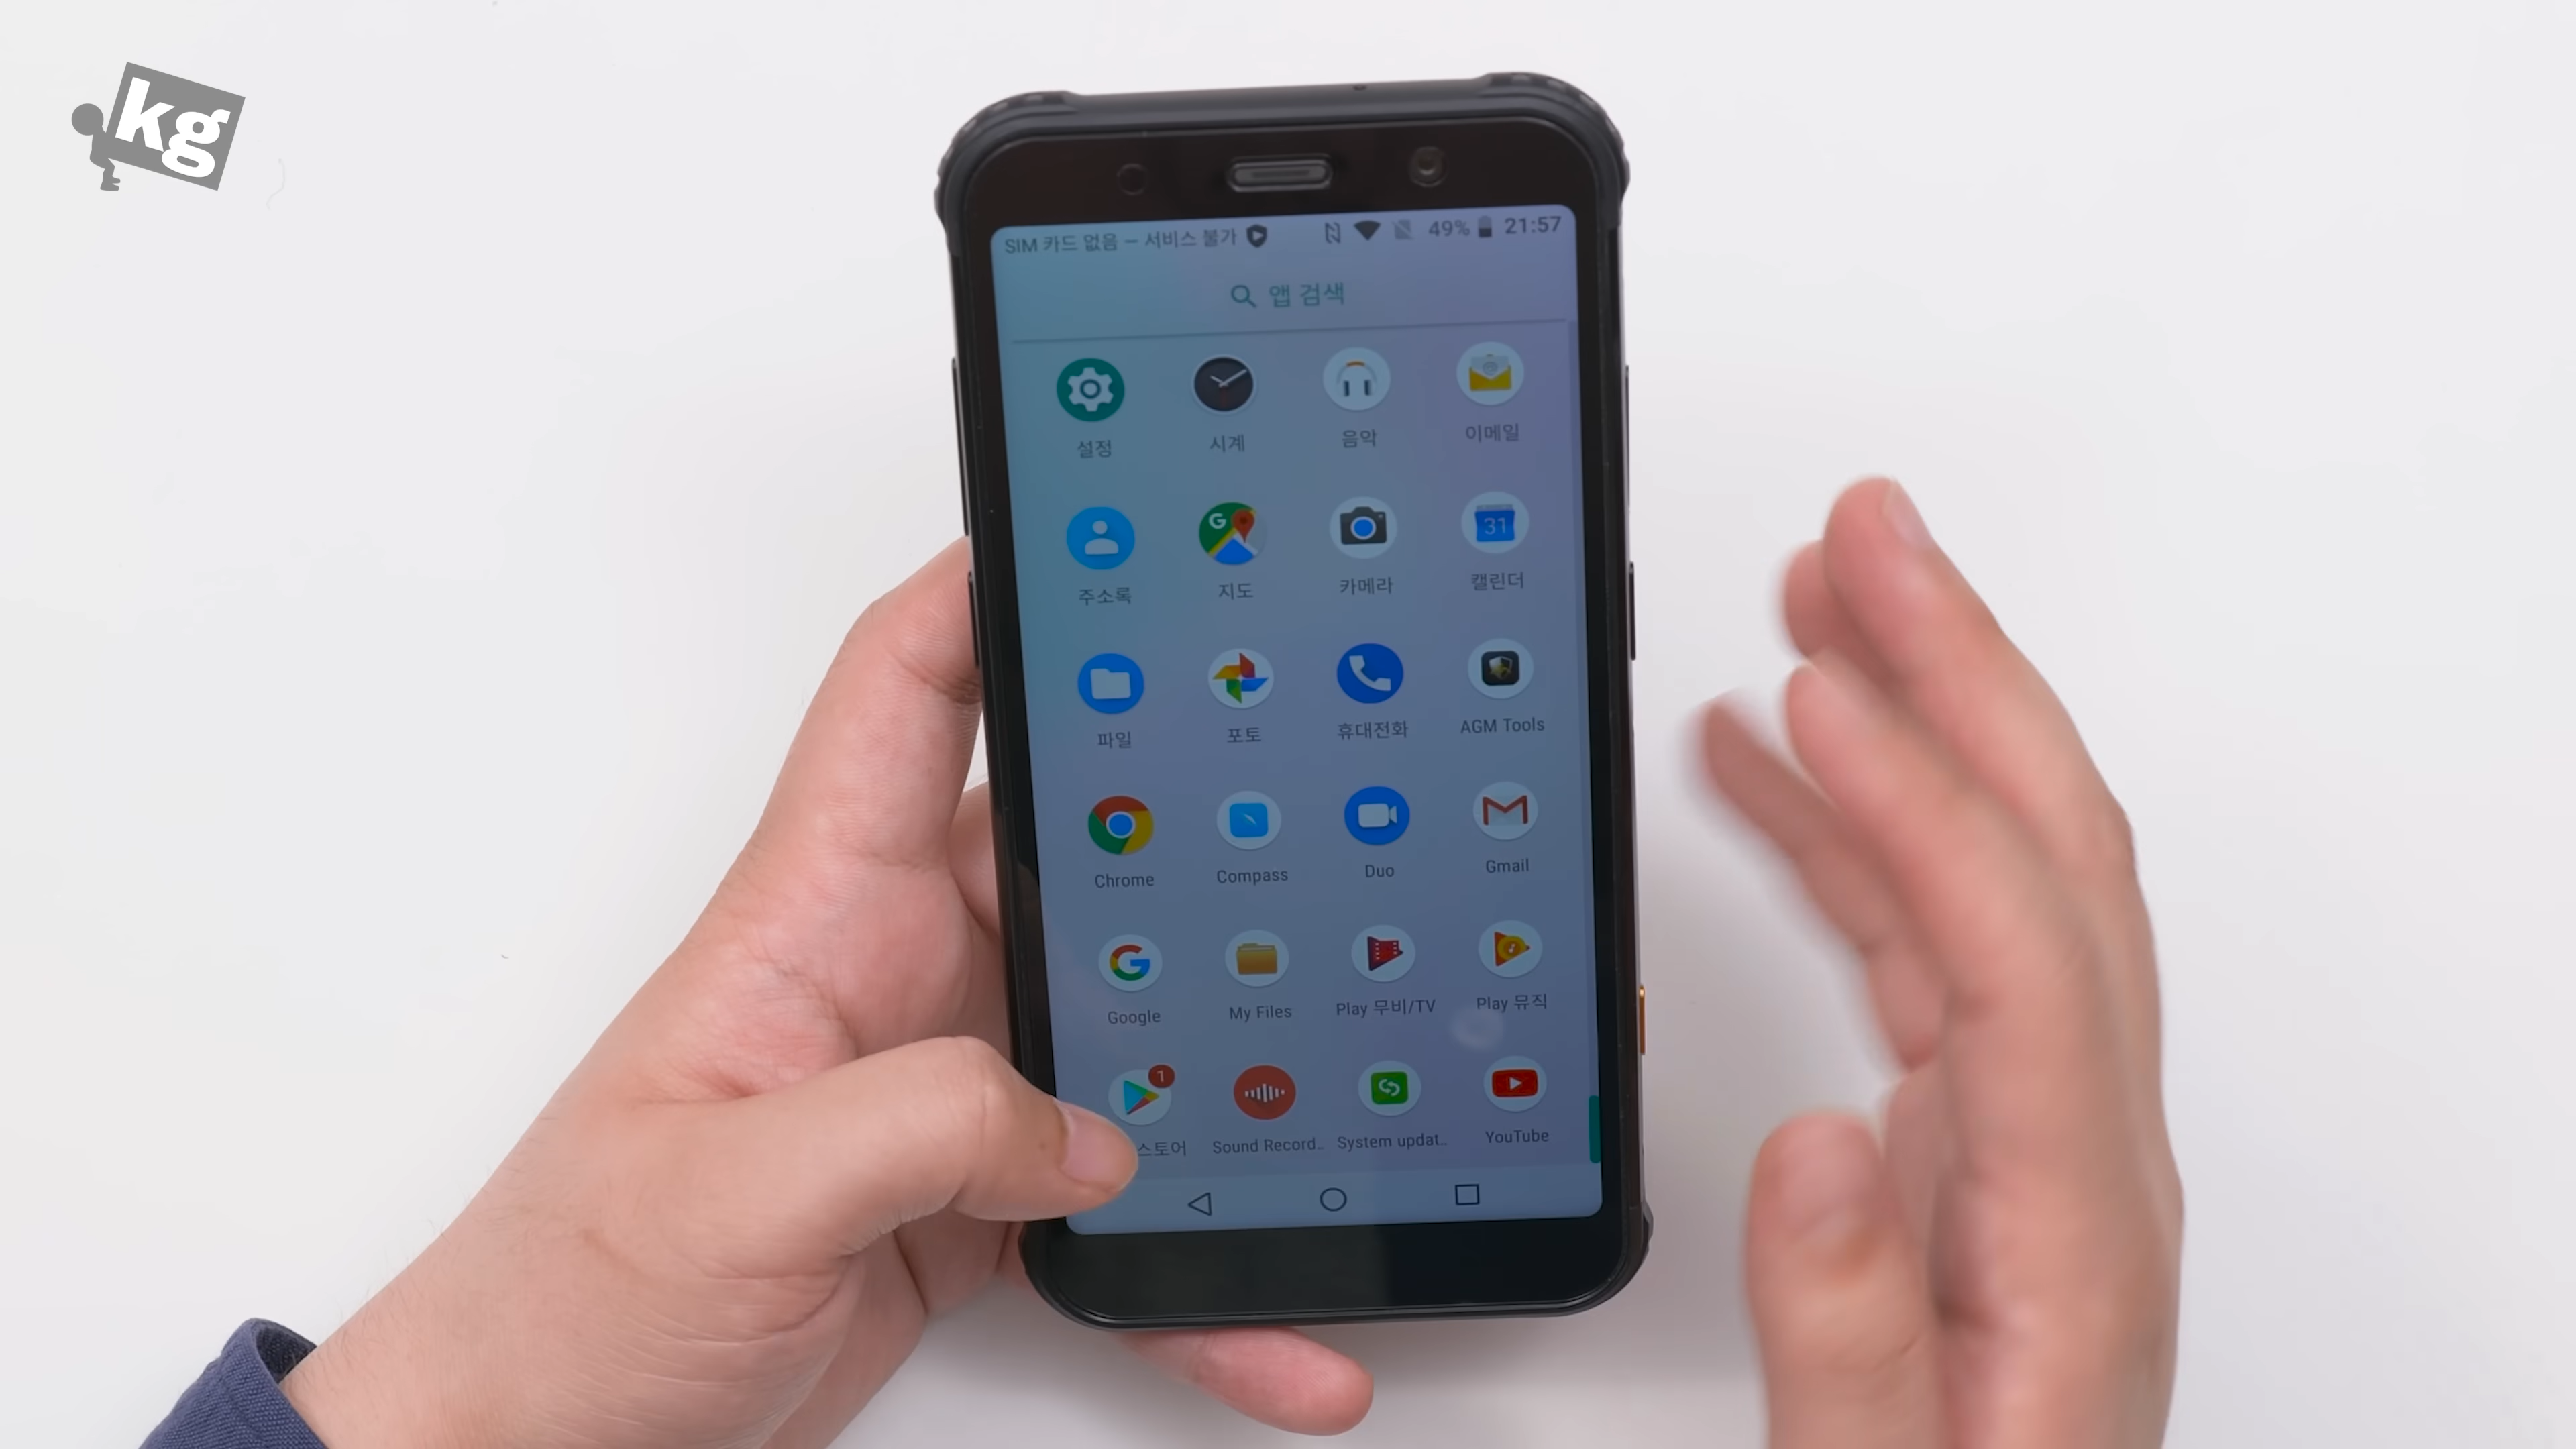 kg
SIM 카드 없음 – 서비스 불가 49% 21:57
앱 검색
설정 시계 음악 이메일
31
주소록 지도 카메라 캘린더
파일 포토 휴대전화 AGM Tools
Chrome Compass Duo Gmail
Google My Files Play 무비/TV Play 뮤직
1
스토어 Sound Record… System updat… YouTube